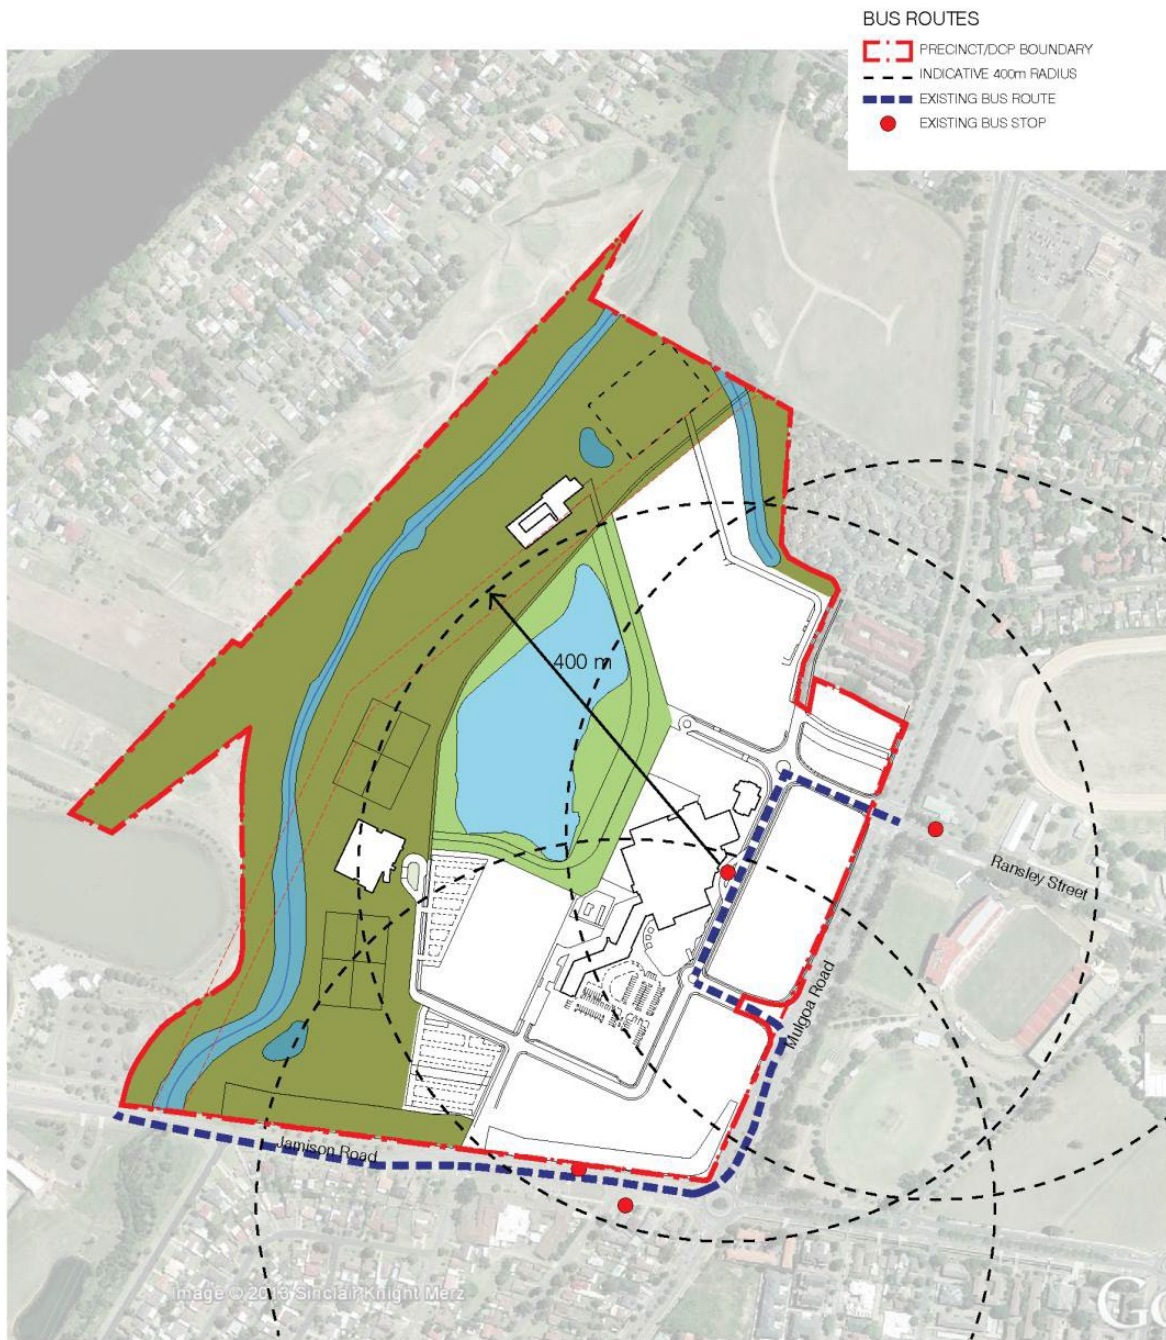 BUS ROUTES
PRECINCT/DCP BOUNDARY
INDICATIVE 400m RADIUS
EXISTING BUS ROUTE
EXISTING BUS STOP
400 m
Ransley Street
Mulgoa Road
Jamison Road
Image © 2013 Sinclair Knight Merz
Go